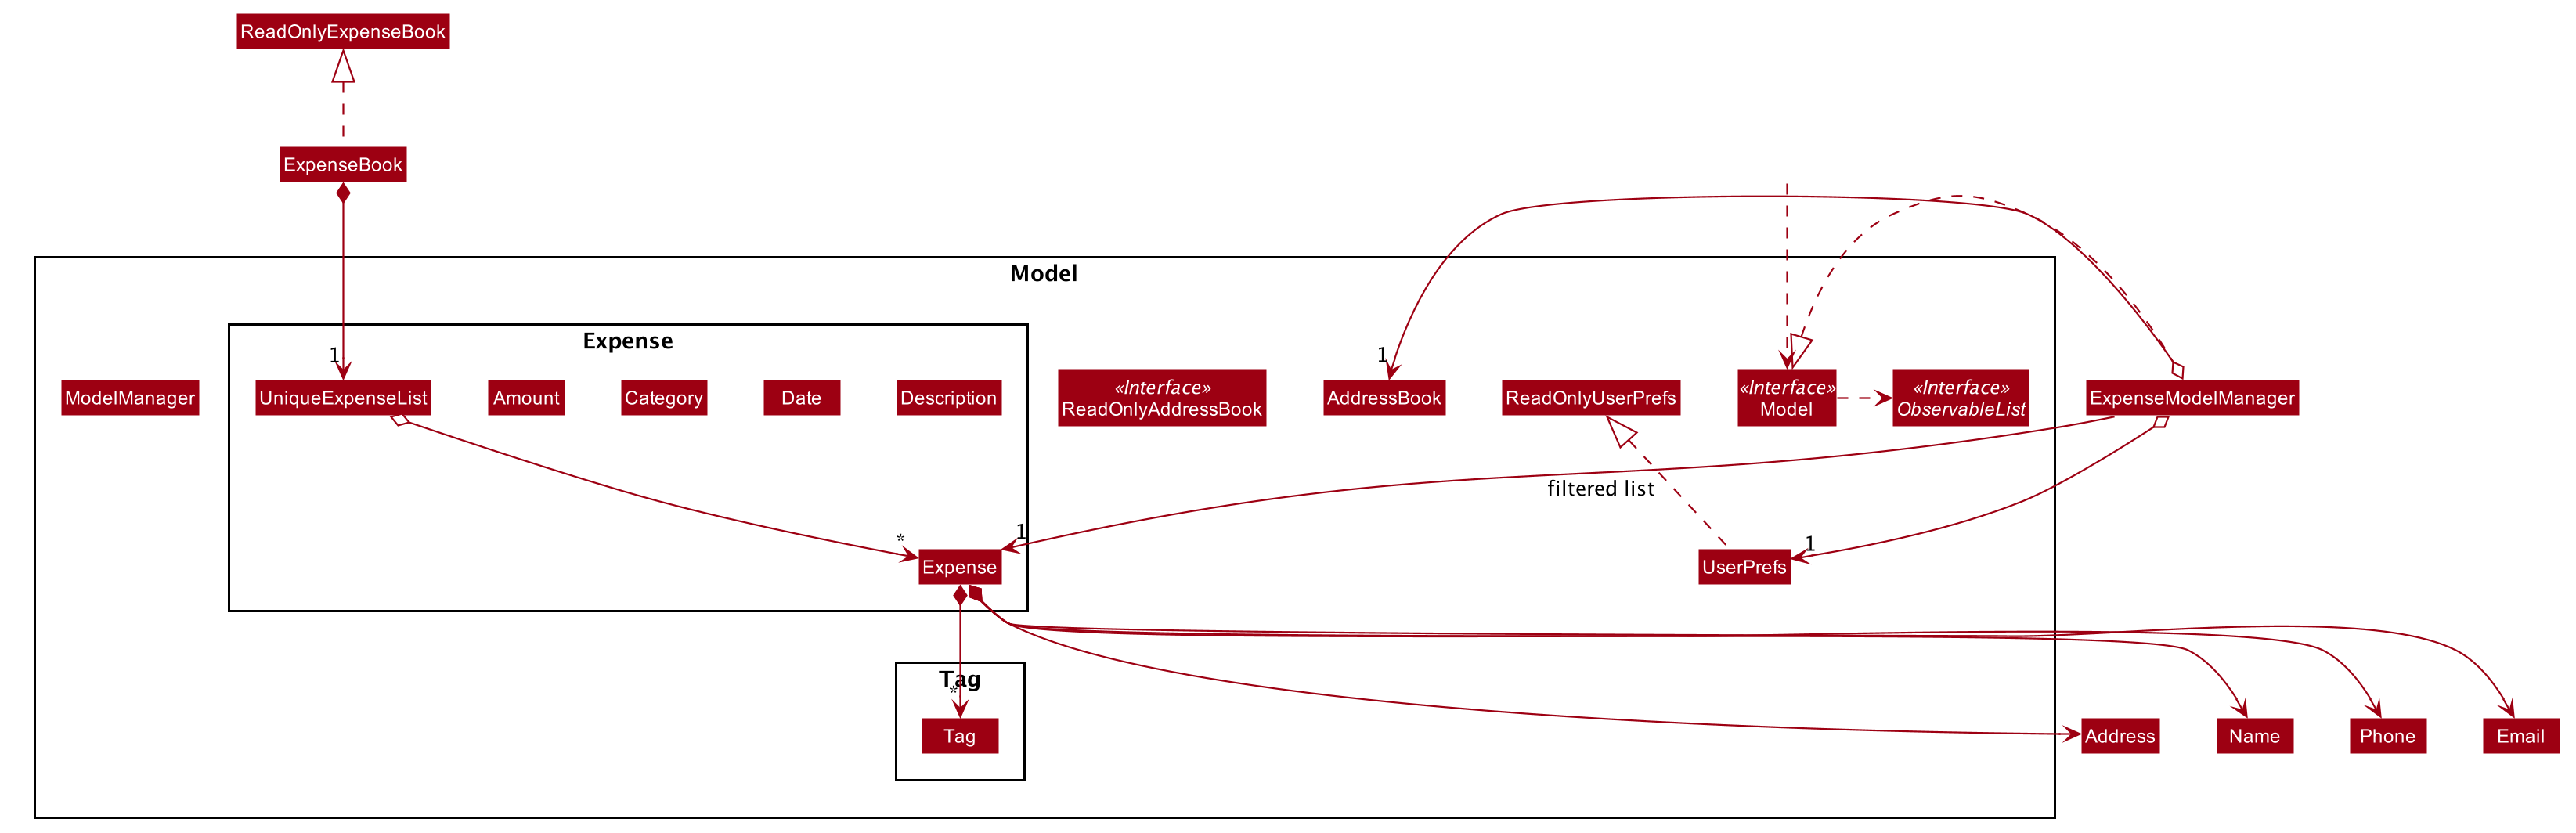 ReadOnlyExpenseBook
ExpenseBook
Model
Expense
1
1
ModelManager
UniqueExpenseList
Amount
Category
Date
Description
«Interface»
ReadOnlyAddressBook
AddressBook
ReadOnlyUserPrefs
«Interface»
Model
«Interface»
ObservableList
ExpenseModelManager
filtered list
*
1
1
Expense
UserPrefs
Tag
*
Tag
Address
Name
Phone
Email